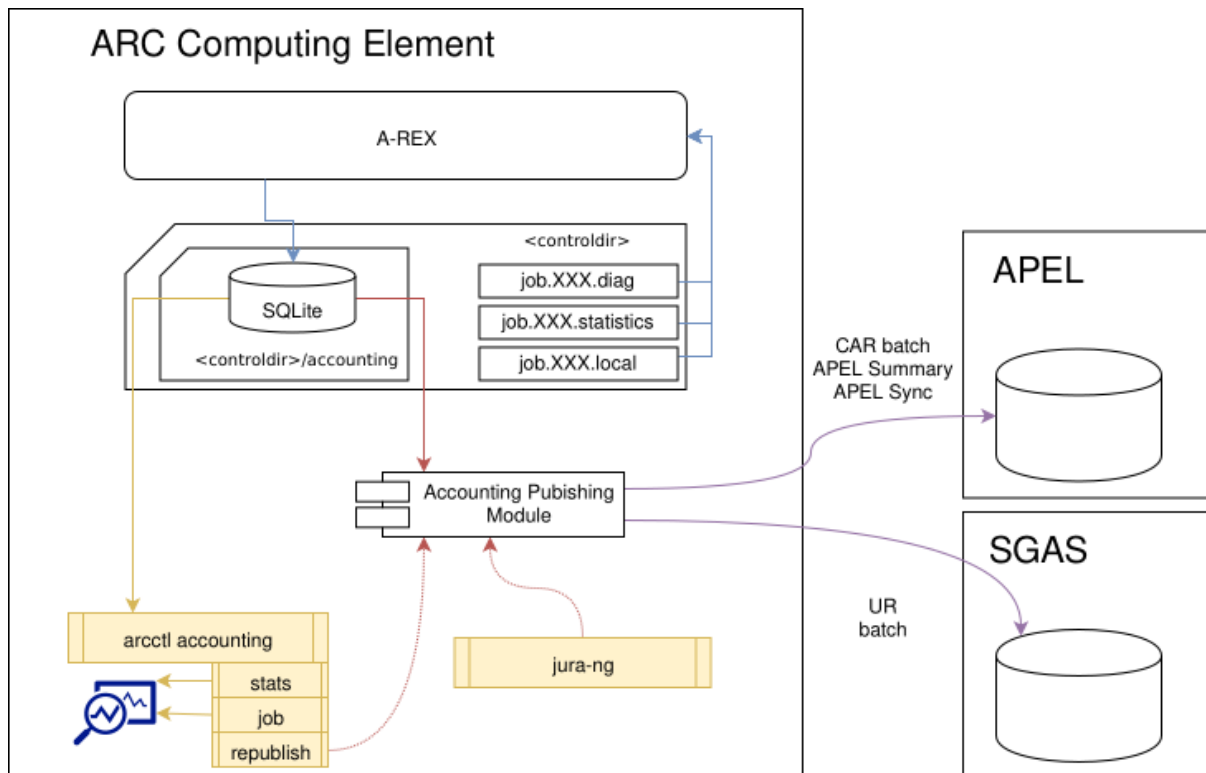 ARC Computing Element
A-REX
<controldir>
job.XXX.diag
job.XXX.statistics
job.XXX.local
SQLite
<controldir>/accounting
Accounting Pubishing
Module
arcctl accounting
stats
job
republish
jura-ng
CAR batch
APEL Summary
APEL Sync
UR
batch
APEL
SGAS